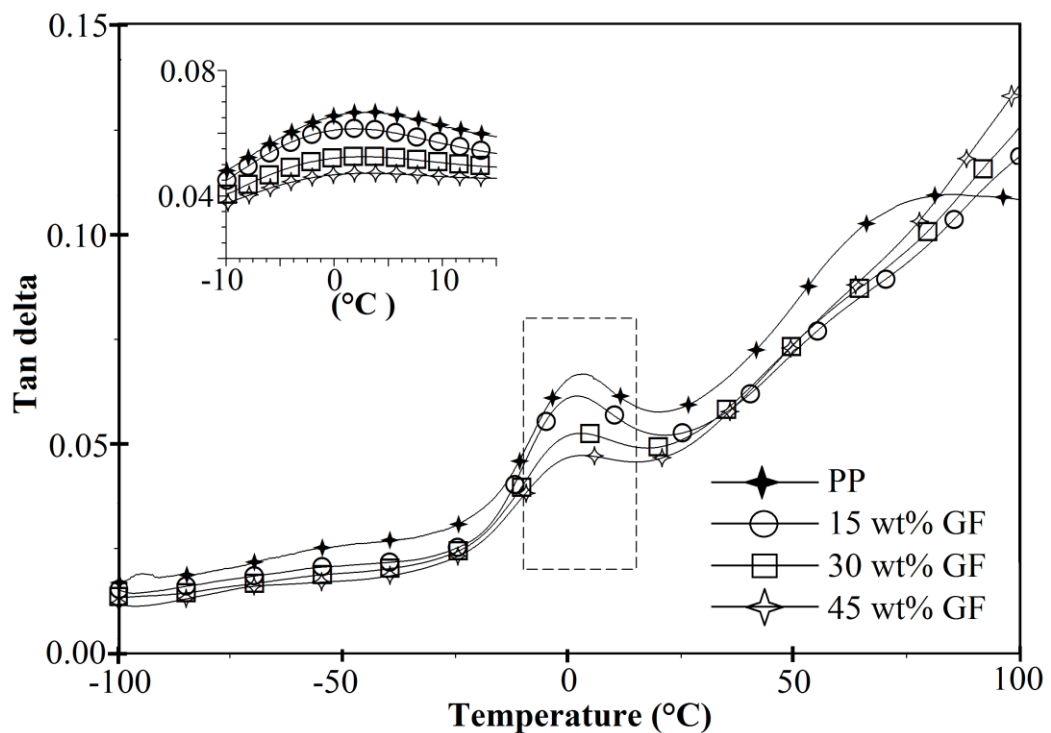 0.15
0.08
0.04
-10 0 10
(°C )
0.10
Tan delta
0.05
PP
15 wt% GF
30 wt% GF
45 wt% GF
0.00
-100 -50 0 50 100
Temperature (°C)